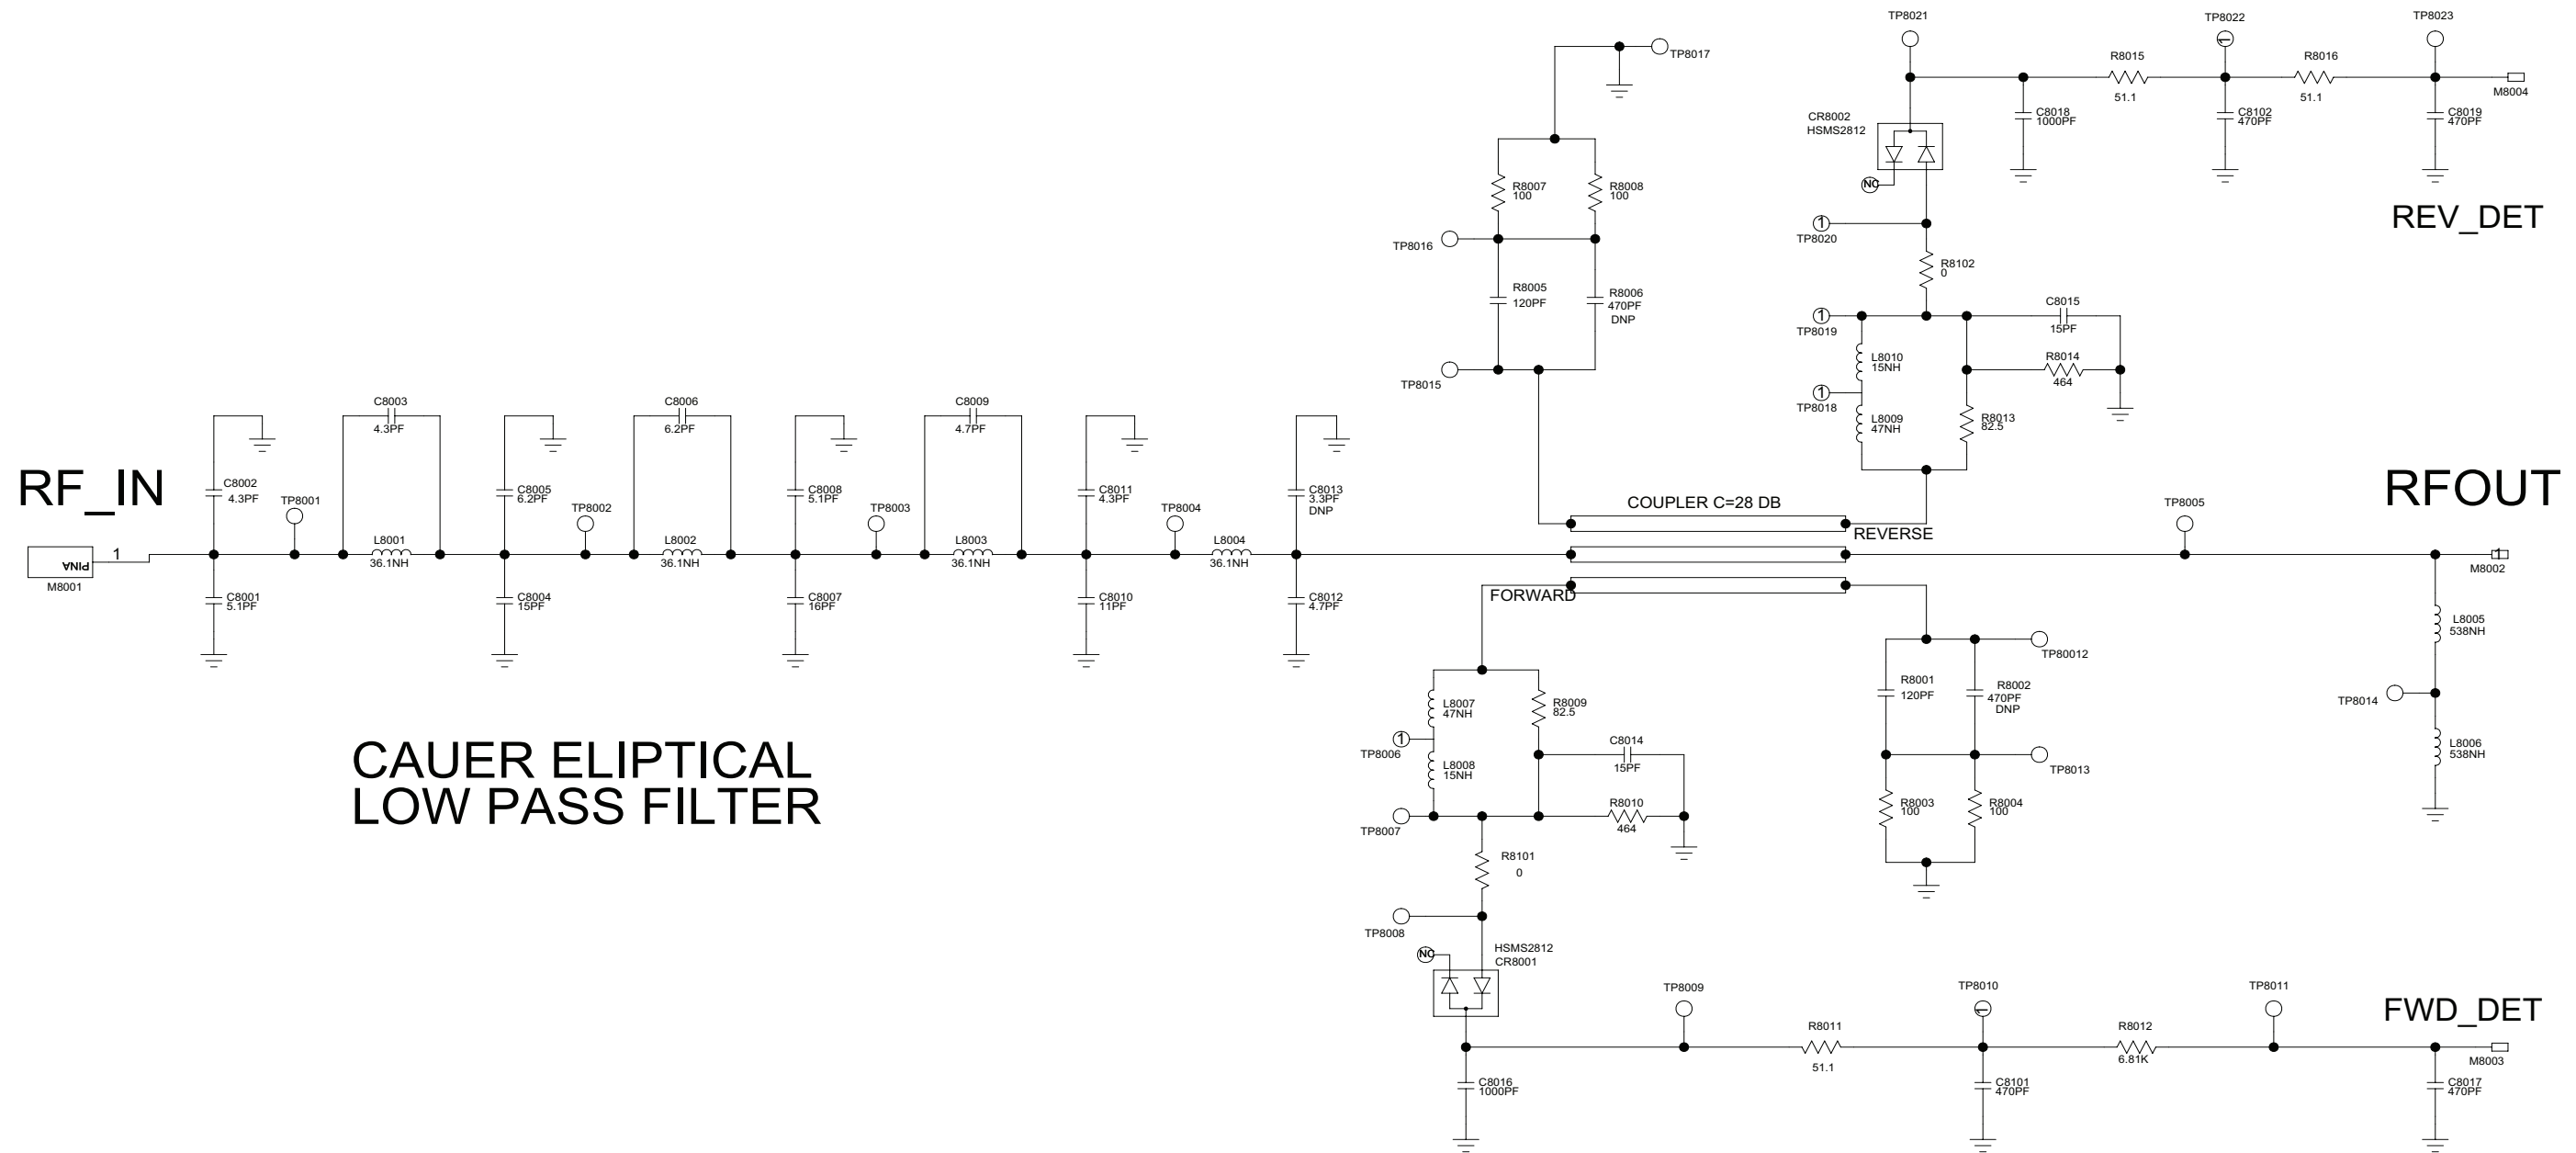 RF_IN
PINA
1
M8001
C8002
4.3PF
C8001
5.1PF
TP8001
C8003
4.3PF
L8001
36.1NH
C8005
6.2PF
C8004
15PF
TP8002
C8006
6.2PF
L8002
36.1NH
C8008
5.1PF
C8007
16PF
TP8003
C8009
4.7PF
L8003
36.1NH
C8011
4.3PF
C8010
11PF
TP8004
L8004
36.1NH
C8013
3.3PF
DNP
C8012
4.7PF
CAUER ELIPTICAL
LOW PASS FILTER
TP8017
R8007
100
R8008
100
TP8016
R8005
120PF
R8006
470PF
DNP
TP8015
COUPLER C=28 DB
REVERSE
FORWARD
TP8021
TP8022
1
TP8023
R8015
51.1
R8016
51.1
M8004
C8018
1000PF
C8102
470PF
C8019
470PF
CR8002
HSMS2812
NC
REV_DET
1
TP8020
R8102
0
1
TP8019
C8015
15PF
L8010
15NH
R8014
464
1
TP8018
L8009
47NH
R8013
82.5
TP8005
RFOUT
1
M8002
L8005
538NH
TP8014
L8006
538NH
L8007
47NH
R8009
82.5
1
TP8006
C8014
15PF
L8008
15NH
R8010
464
TP8007
R8101
0
TP8008
NC
HSMS2812
CR8001
TP80012
R8001
120PF
R8002
470PF
DNP
TP8013
R8003
100
R8004
100
TP8009
TP8010
1
TP8011
R8011
51.1
R8012
6.81K
FWD_DET
M8003
C8016
1000PF
C8101
470PF
C8017
470PF